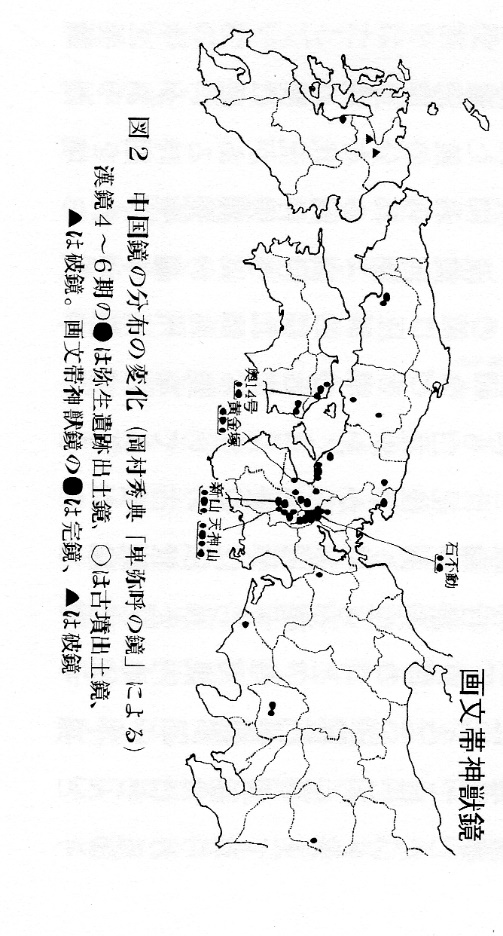 画文帯神獣鏡
石不動
奥14号
黄金塚
新山
天神山
図2 中国鏡の分布の変化(岡村秀典「卑弥呼の鏡」による)
漢鏡4~6期の●は弥生遺跡出土鏡、○は古墳出土鏡、
▲は破鏡。画文帯神獣鏡の●は完鏡、▲は破鏡